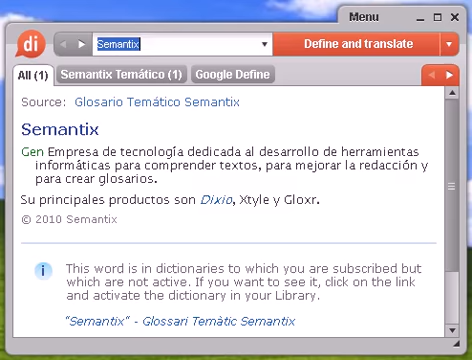 Menu
di
Semantix
Define and translate
All (1)
Semantix Temático (1)
Google Define
Source: Glosario Temático Semantix
Semantix
Gen Empresa de tecnología dedicada al desarrollo de herramientas
informáticas para comprender textos, para mejorar la redacción y
para crear glosarios.
Su principales productos son Dixio, Xtyle y Gloxr.
© 2010 Semantix
i
This word is in dictionaries to which you are subscribed but
which are not active. If you want to see it, click on the link
and activate the dictionary in your Library.
"Semantix" - Glossari Temàtic Semantix